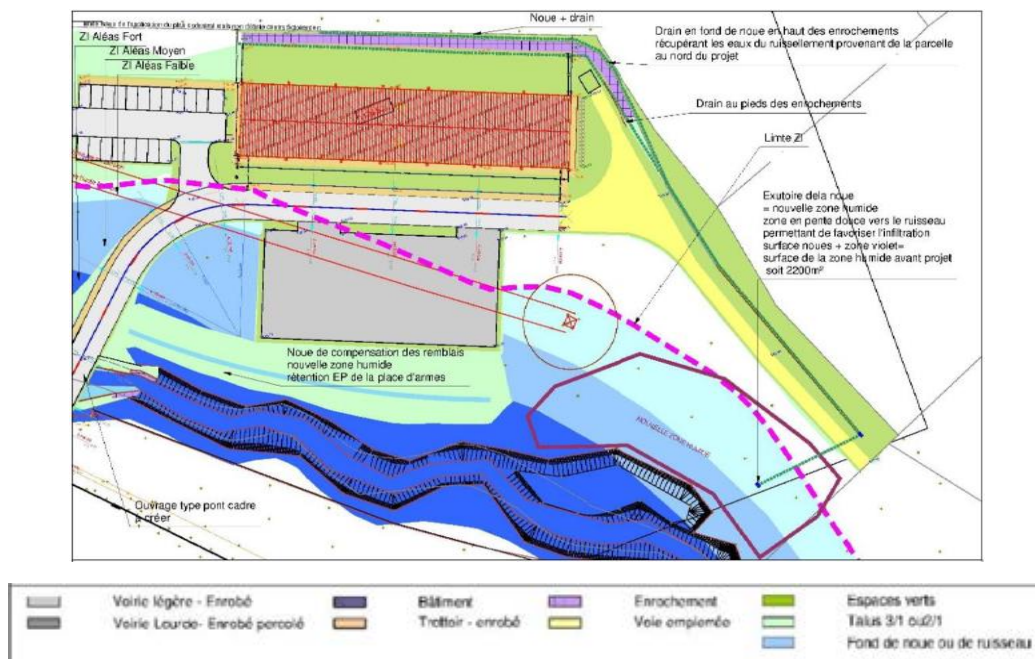 Noue + drain
Drain en fond de noue en haut des enrochements
récupérant les eaux du ruissellement provenant de la parcelle
au nord du projet
ZI Aléas Fort
ZI Aléas Moyen
ZI Aléas Faible
Drain au pieds des enrochements
Limte ZI
Exutoire dela noue
= nouvelle zone humide
zone en pente douce vers le ruisseau
permettant de favoriser l'infiltration
surface noues + zone violet=
surface de la zone humide avant projet
soit 2200m²
Noue de compensation des remblais
nouvelle zone humide
rétention EP de la place d'armes
NOUVELLE ZONE HUMIDE
Ouvrage type pont cadre
à créer
Voirie légère - Enrobé
Bâtiment
Enrochement
Espaces verts
Voirie Lourde- Enrobé percolé
Trottoir - enrobé
Voie empierrée
Talus 3/1 ou2/1
Fond de noue ou de ruisseau